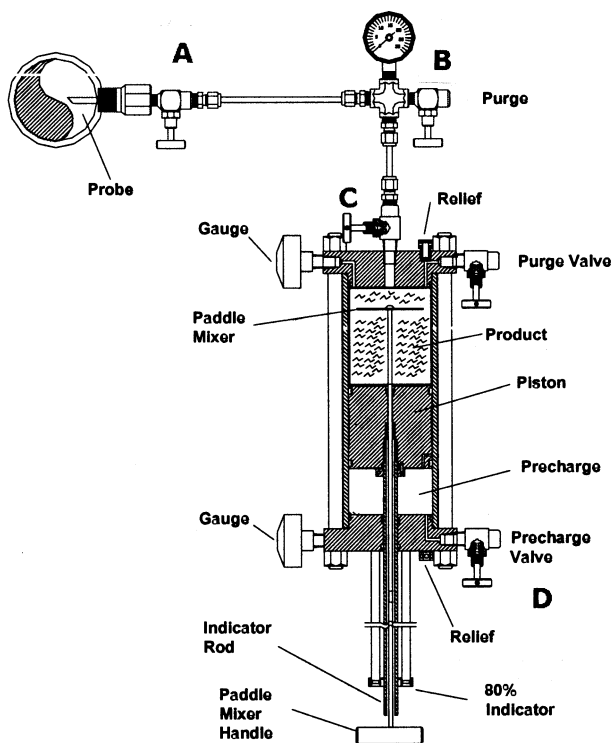 A
B
Purge
Probe
C
Relief
Gauge
Purge Valve
Paddle
Mixer
Product
Piston
Precharge
Gauge
Precharge
Valve
D
Relief
Indicator
Rod
80%
Indicator
Paddle
Mixer
Handle